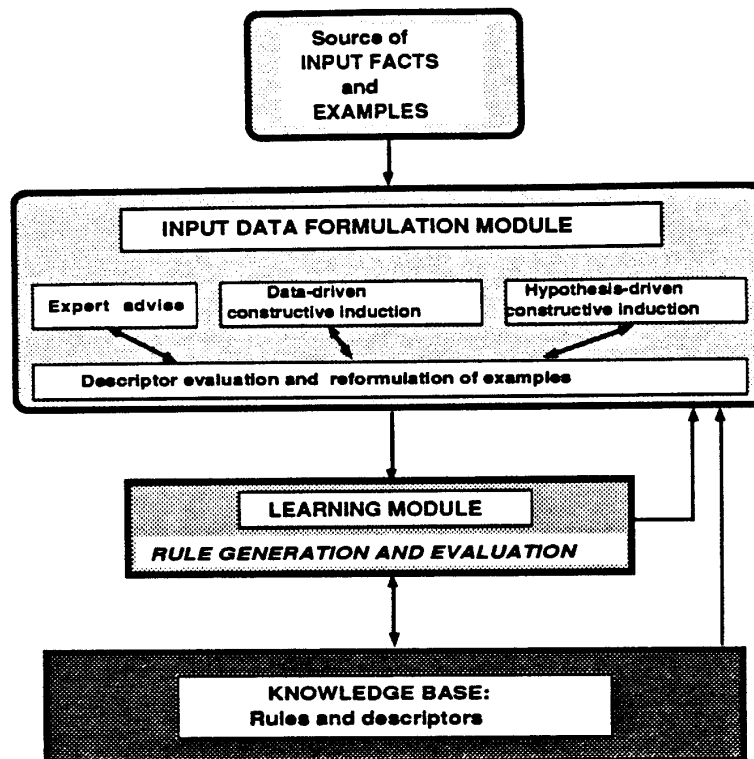 Source of
INPUT FACTS
and
EXAMPLES
INPUT DATA FORMULATION MODULE
Expert advise
Data-driven
constructive induction
Hypothesis-driven
constructive induction
Descriptor evaluation and reformulation of examples
LEARNING MODULE
RULE GENERATION AND EVALUATION
KNOWLEDGE BASE:
Rules and descriptors